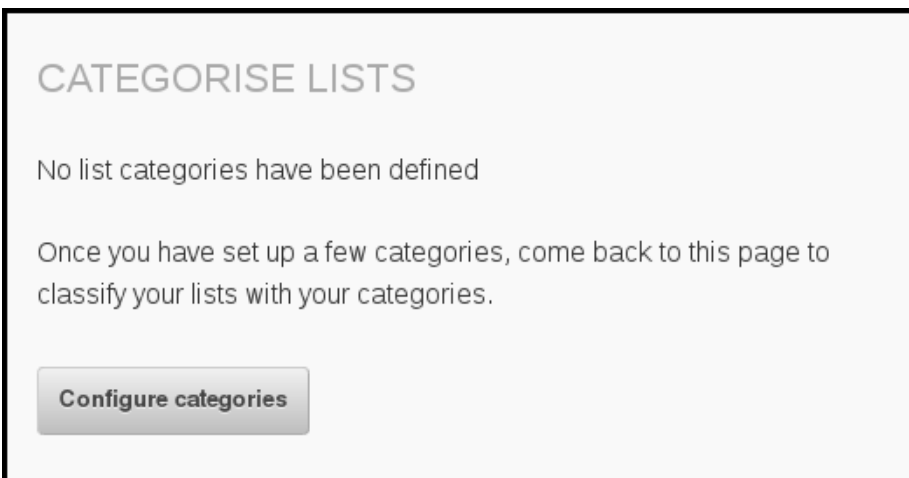 CATEGORISE LISTS
No list categories have been defined
Once you have set up a few categories, come back to this page to
classify your lists with your categories.
Configure categories